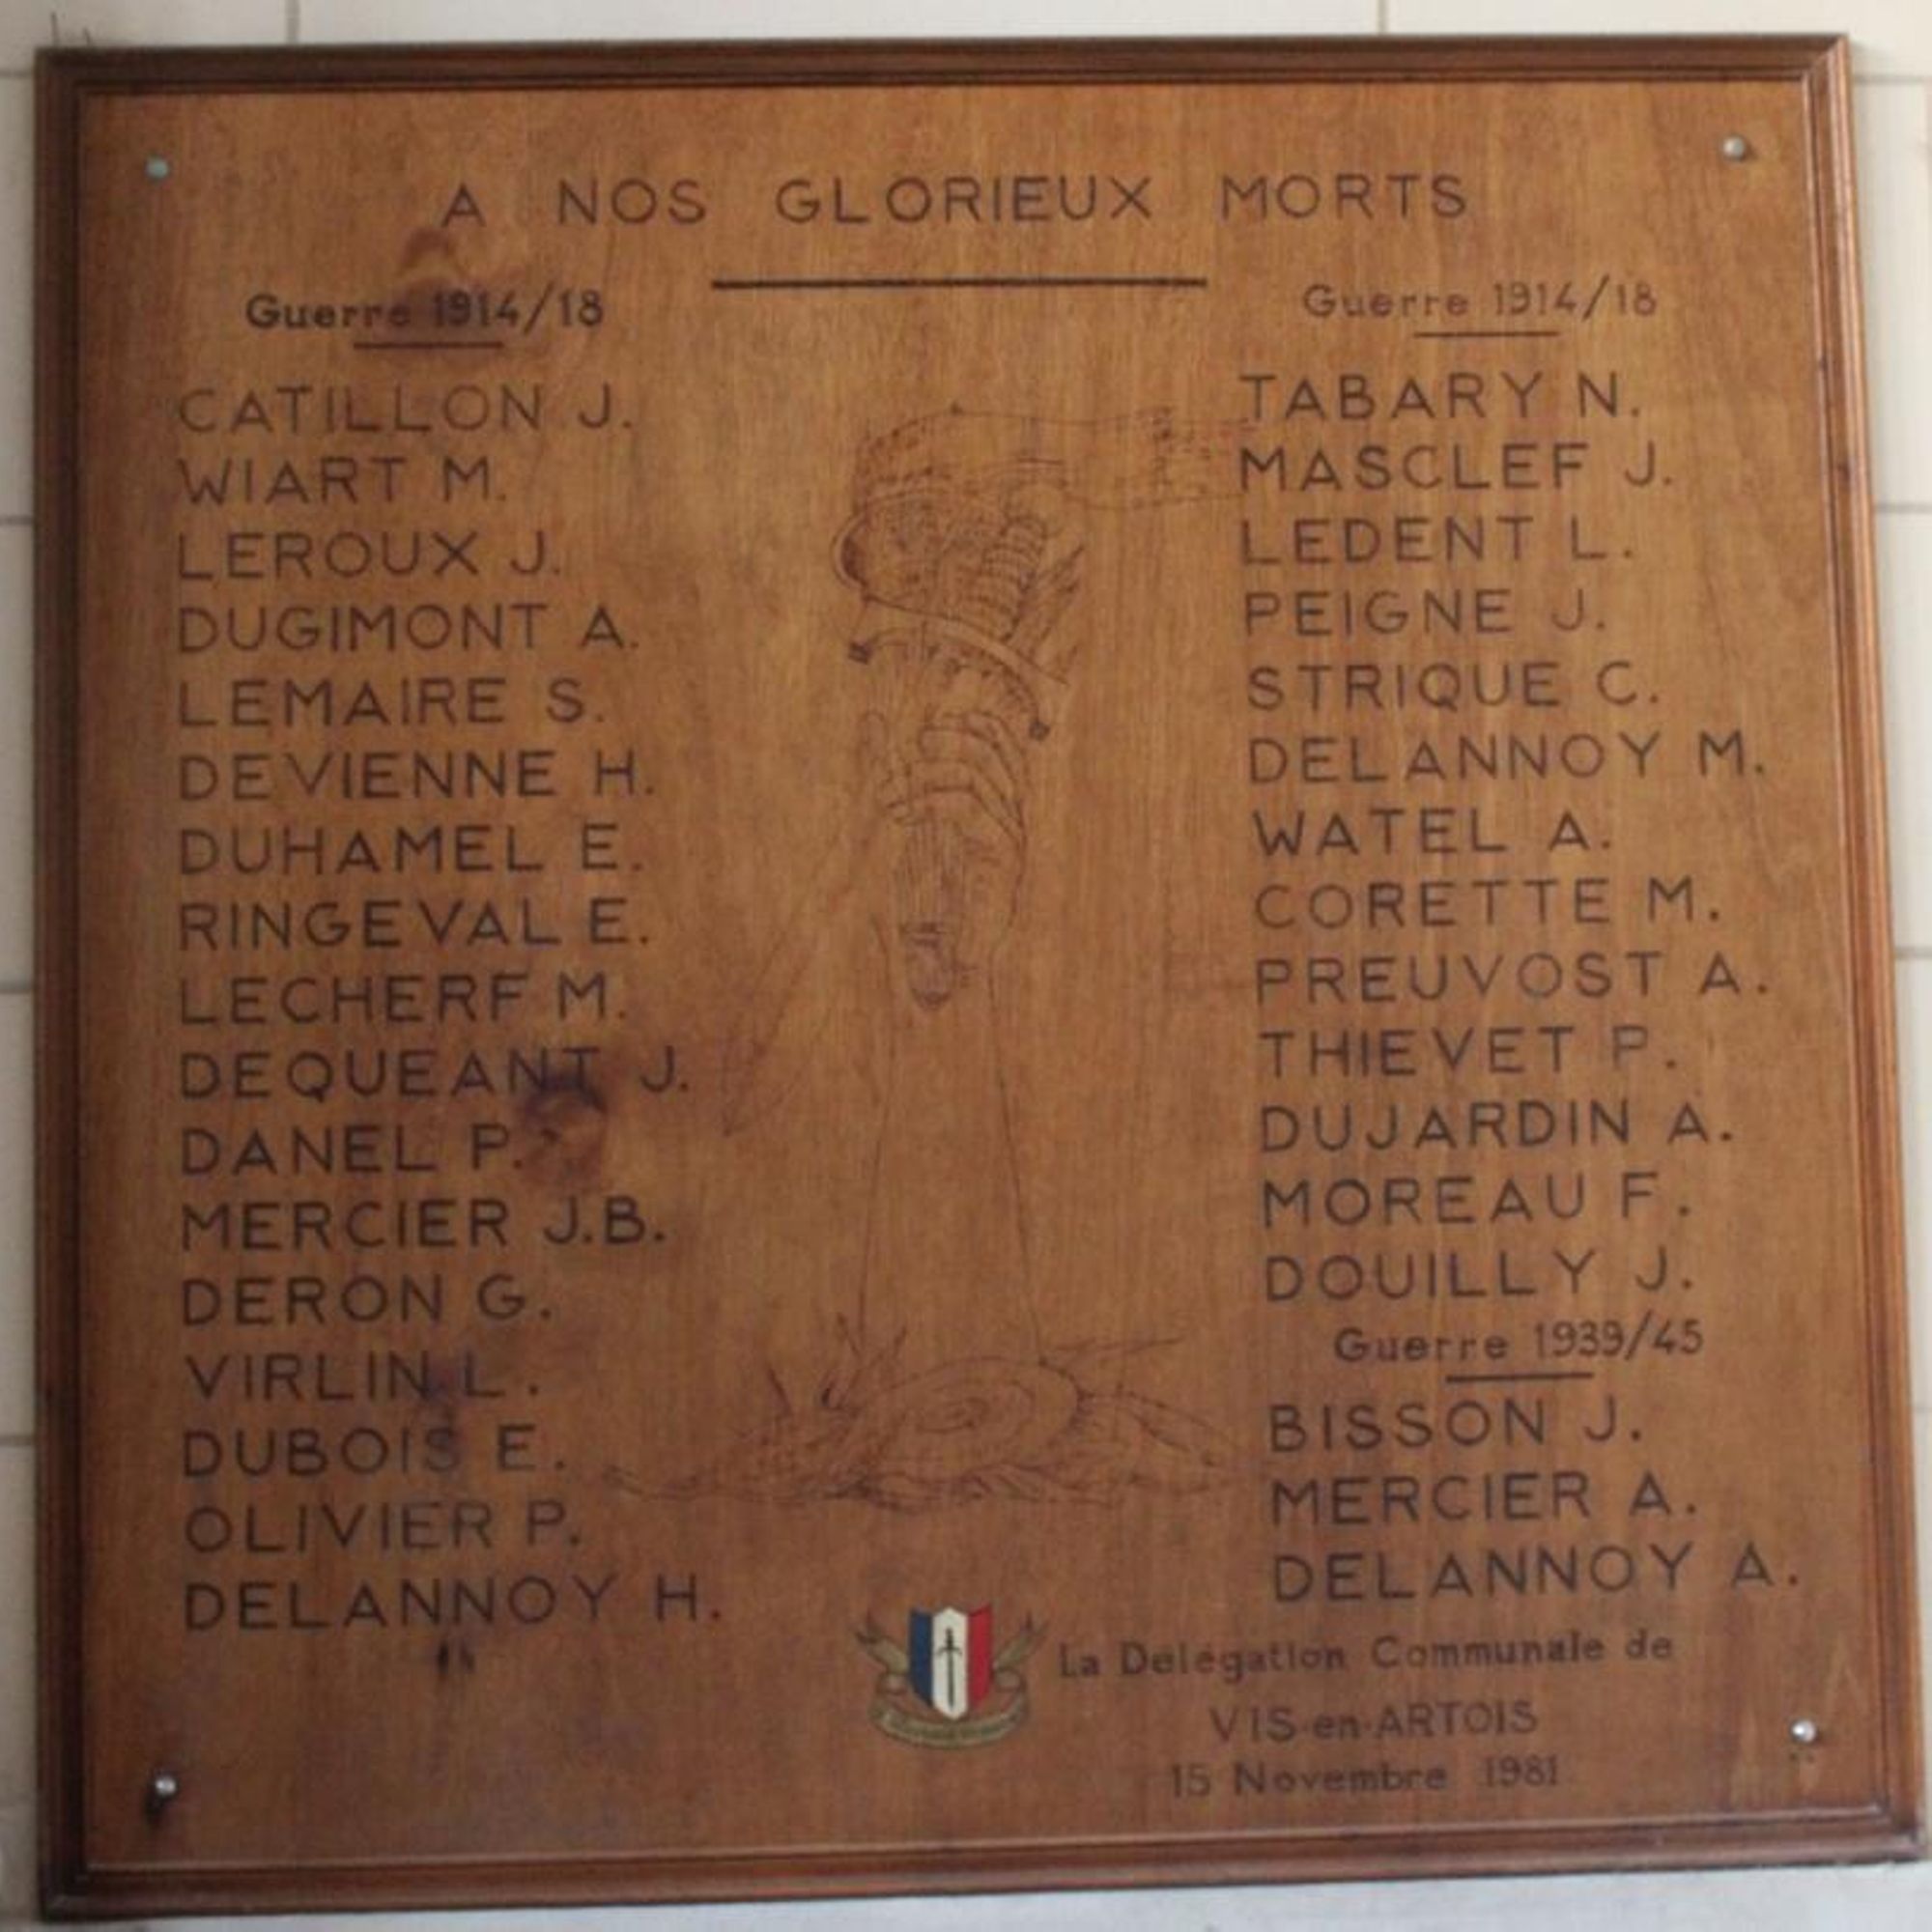 A NOS GLORIEUX MORTS
Guerre 1914/18
CATILLON J.
WIART M.
LEROUX J.
DUGIMONT A.
LEMAIRE S.
DEVIENNE H.
DUHAMEL E.
RINGEVAL E.
LECHERF M.
DEQUEANT J.
DANEL P.
MERCIER J.B.
DERON G.
VIRLIN L.
DUBOIS E.
OLIVIER P.
DELANNOY H.
Guerre 1914/18
TABARY N.
MASCLEF J.
LEDENT L.
PEIGNE J.
STRIQUE C.
DELANNOY M.
WATEL A.
CORETTE M.
PREUVOST A.
THIEVET P.
DUJARDIN A.
MOREAU F.
DOUILLY J.
Guerre 1939/45
BISSON J.
MERCIER A.
DELANNOY A.
La Délégation Communale de
VIS-en-ARTOIS
15 Novembre 1981